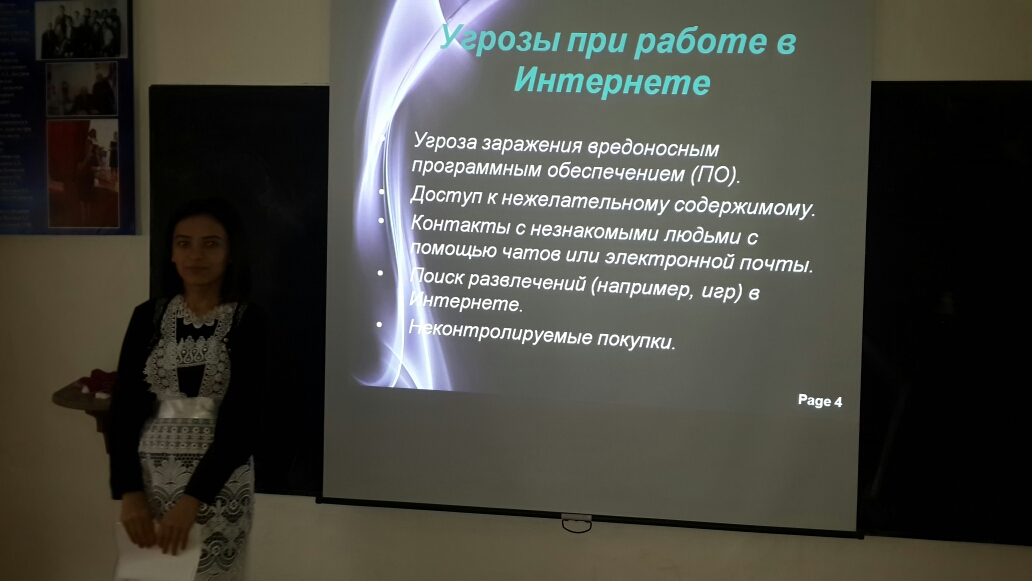 Угрозы при работе в
Интернете
Угроза заражения вредоносным
программным обеспечением (ПО).
Доступ к нежелательному содержимому.
Контакты с незнакомыми людьми с
помощью чатов или электронной почты.
Поиск развлечений (например, игр) в
Интернете.
Неконтролируемые покупки.
Page 4